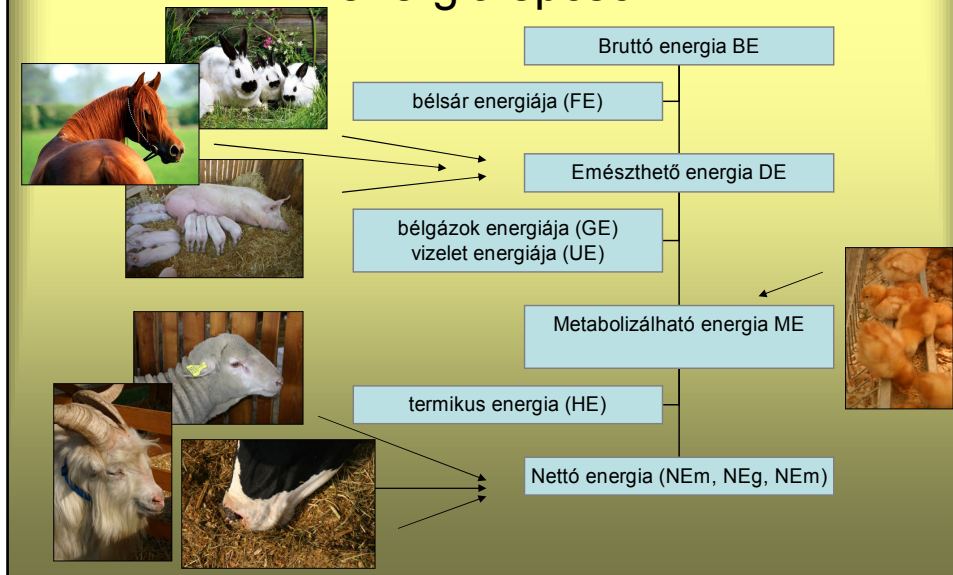 Bruttó energia BE
bélsár energiája (FE)
Emészthető energia DE
bélgázok energiája (GE)
vizelet energiája (UE)
Metabolizálható energia ME
termikus energia (HE)
Nettó energia (NEm, NEg, NEm)